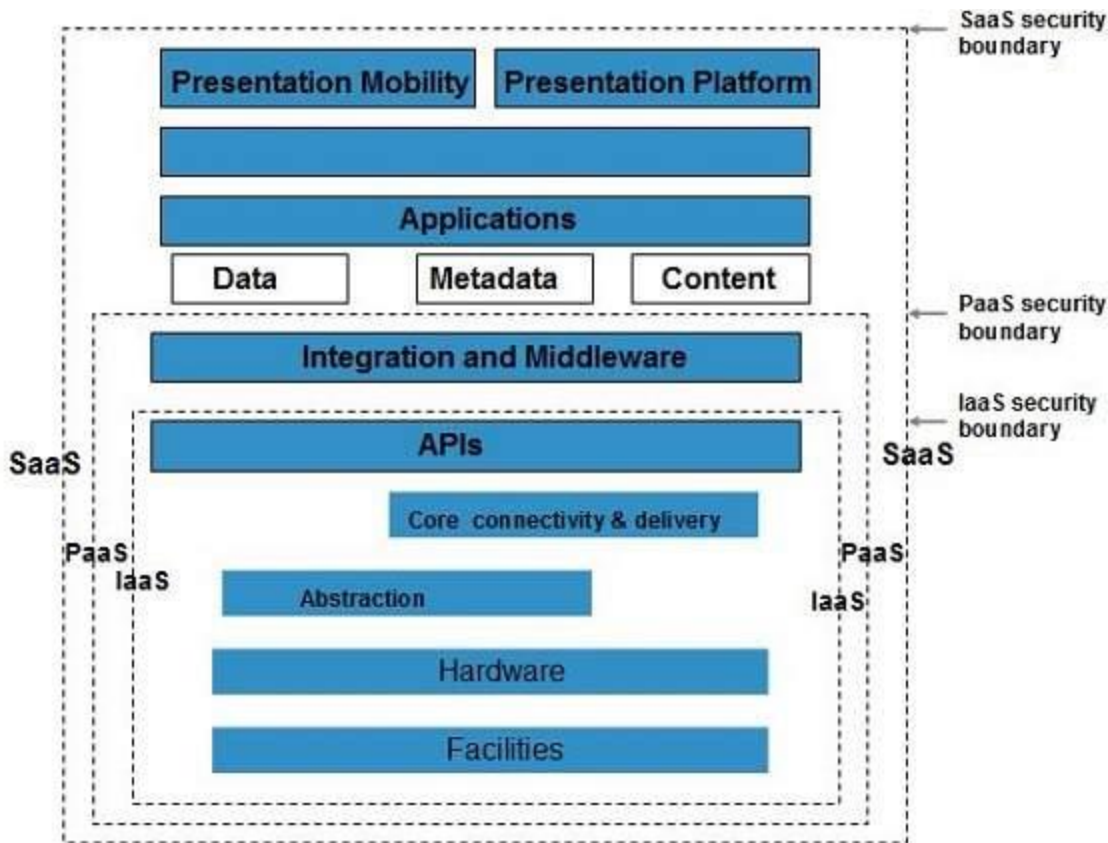 SaaS security
boundary
Presentation Mobility
Presentation Platform
Applications
Data
Metadata
Content
PaaS security
boundary
Integration and Middleware
IaaS security
boundary
APIs
SaaS
SaaS
Core connectivity & delivery
PaaS
PaaS
IaaS
IaaS
Abstraction
Hardware
Facilities